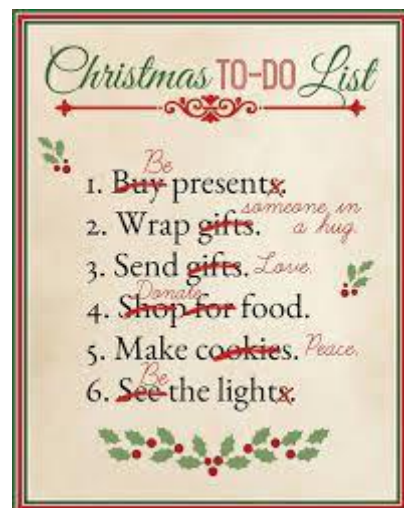 Christmas TO-DO List
Be
1. Buy presents.
someone in
2. Wrap gifts. a hug.
3. Send gifts. Love.
Donate
4. Shop for food.
5. Make cookies. Peace.
Be
6. See the lights.